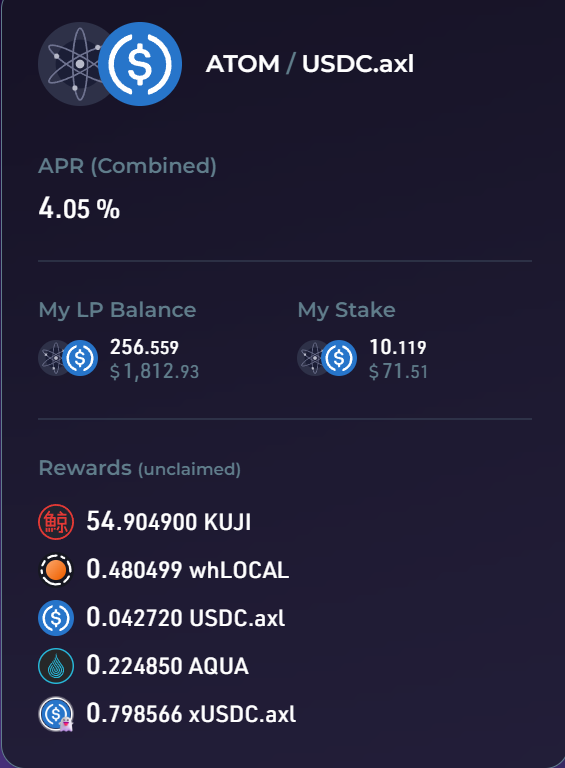 ATOM / USDC.axl
APR (Combined)
4.05 %
My LP Balance
256.559
$1,812.93
My Stake
10.119
$71.51
Rewards (unclaimed)
鯨 54.904900 KUJI
0.480499 whLOCAL
$ 0.042720 USDC.axl
0.224850 AQUA
$ 0.798566 xUSDC.axl